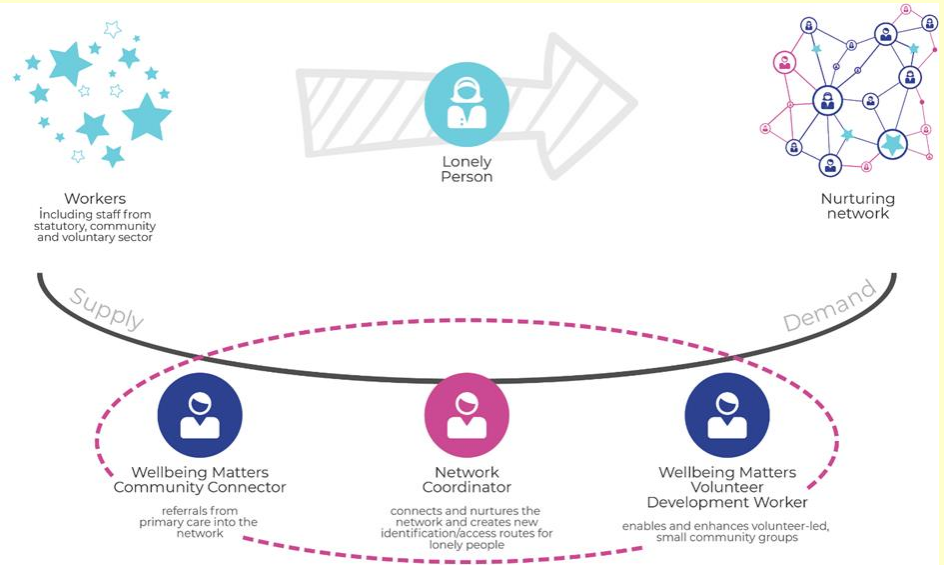 Workers
including staff from
statutory, community
and voluntary sector
Lonely
Person
Nurturing
network
Supply
Demand
Wellbeing Matters
Community Connector
referrals from
primary care into the
network
Network
Coordinator
connects and nurtures the
network and creates new
identification/access routes for
lonely people
Wellbeing Matters
Volunteer
Development Worker
enables and enhances volunteer-led,
small community groups